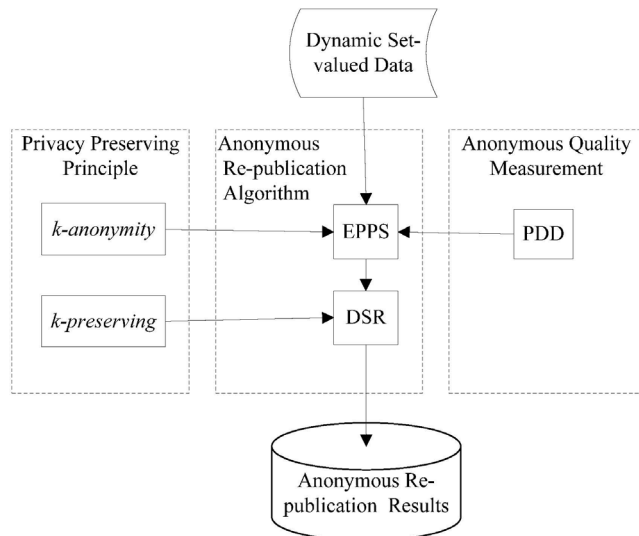 Dynamic Set-
valued Data
Privacy Preserving
Principle
Anonymous
Re-publication
Algorithm
Anonymous Quality
Measurement
k-anonymity
EPPS
PDD
k-preserving
DSR
Anonymous Re-
publication Results